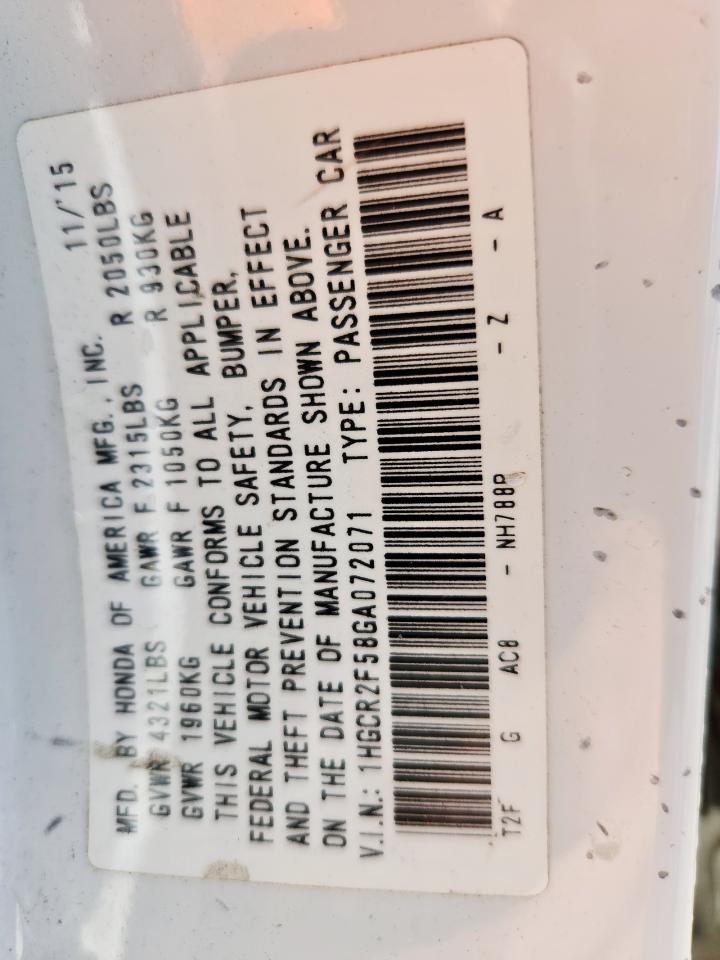 MFD. BY HONDA OF AMERICA MFG., INC. 11/'15
GVWR 4321LBS GAWR F 2315LBS R 2050LBS
GVWR 1960KG GAWR F 1050KG R 930KG
THIS VEHICLE CONFORMS TO ALL APPLICABLE
FEDERAL MOTOR VEHICLE SAFETY, BUMPER,
AND THEFT PREVENTION STANDARDS IN EFFECT
ON THE DATE OF MANUFACTURE SHOWN ABOVE.
V.I.N.: 1HGCR2F58GA072071 TYPE: PASSENGER CAR
T2F G AC8 - NH788P - Z - A